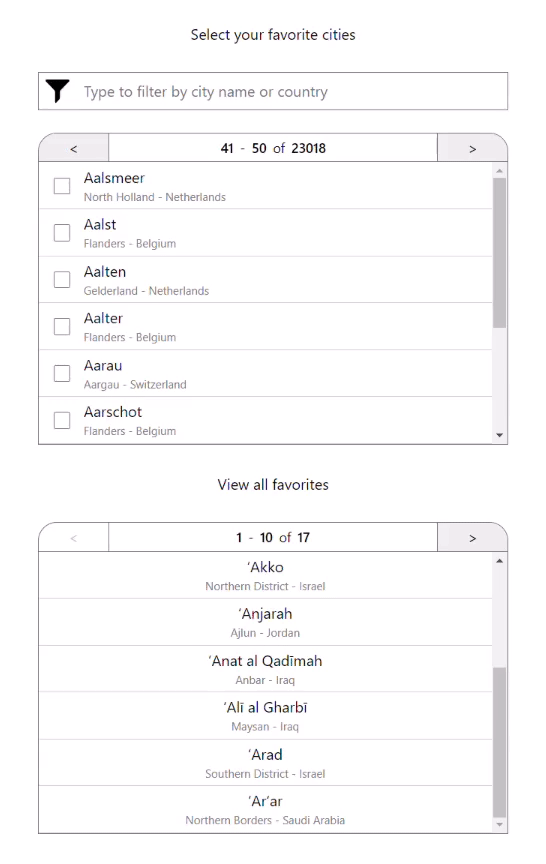 Select your favorite cities
Type to filter by city name or country
< 41 - 50 of 23018 >
Aalsmeer
North Holland - Netherlands
Aalst
Flanders - Belgium
Aalten
Gelderland - Netherlands
Aalter
Flanders - Belgium
Aarau
Aargau - Switzerland
Aarschot
Flanders - Belgium
View all favorites
< 1 - 10 of 17 >
‘Akko
Northern District - Israel
‘Anjarah
Ajlun - Jordan
‘Anat al Qadīmah
Anbar - Iraq
‘Alī al Gharbī
Maysan - Iraq
‘Arad
Southern District - Israel
‘Ar‘ar
Northern Borders - Saudi Arabia